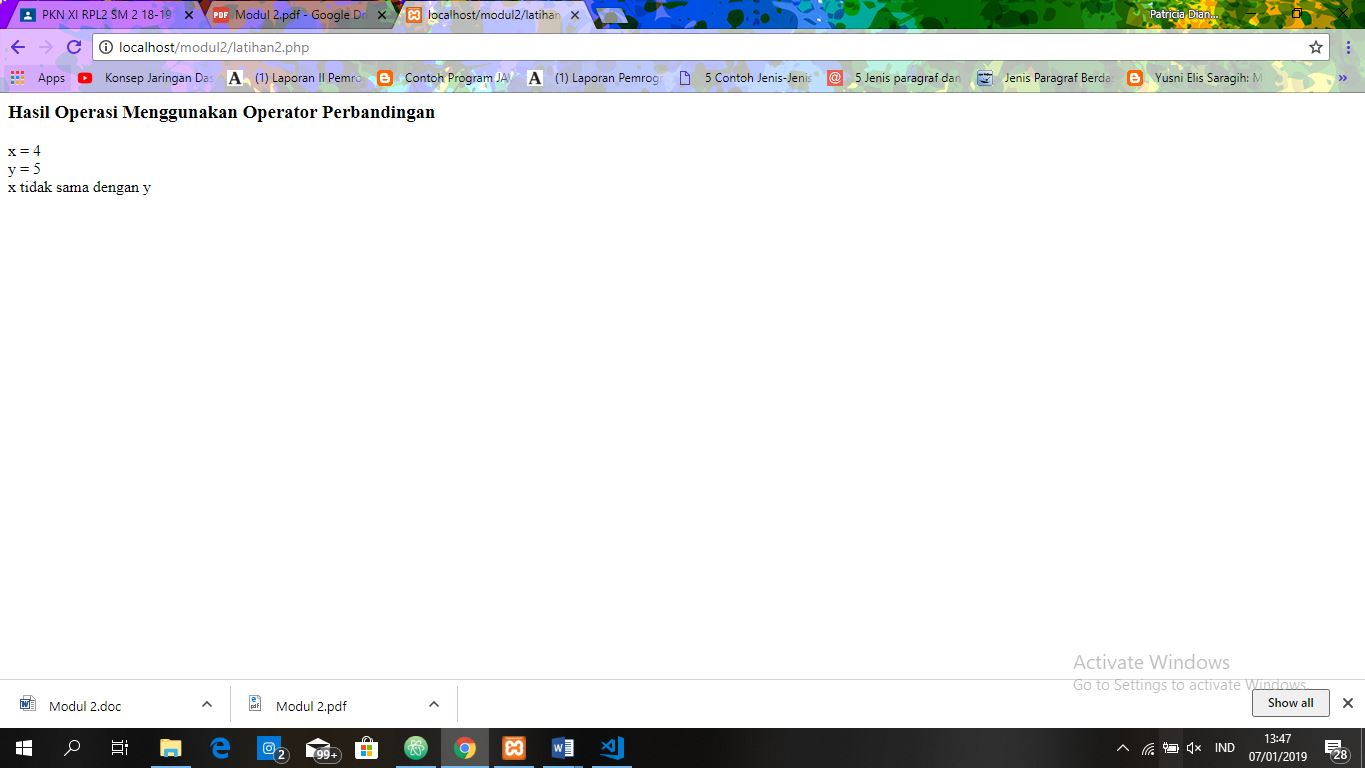 PKN XI RPL2 SM 2 18-19
Modul 2.pdf - Google Dri
localhost/modul2/latihan
Patricia Dian...
localhost/modul2/latihan2.php
Apps
Konsep Jaringan Das
(1) Laporan II Pemro
Contoh Program JAV
(1) Laporan Pemrog
5 Contoh Jenis-Jenis
5 Jenis paragraf dan
Jenis Paragraf Berda
Yusni Elis Saragih: M
»
Hasil Operasi Menggunakan Operator Perbandingan
x = 4
y = 5
x tidak sama dengan y
Activate Windows
Go to Settings to activate Windows.
Modul 2.doc
Modul 2.pdf
Show all
2
99+
IND
13:47
07/01/2019
28